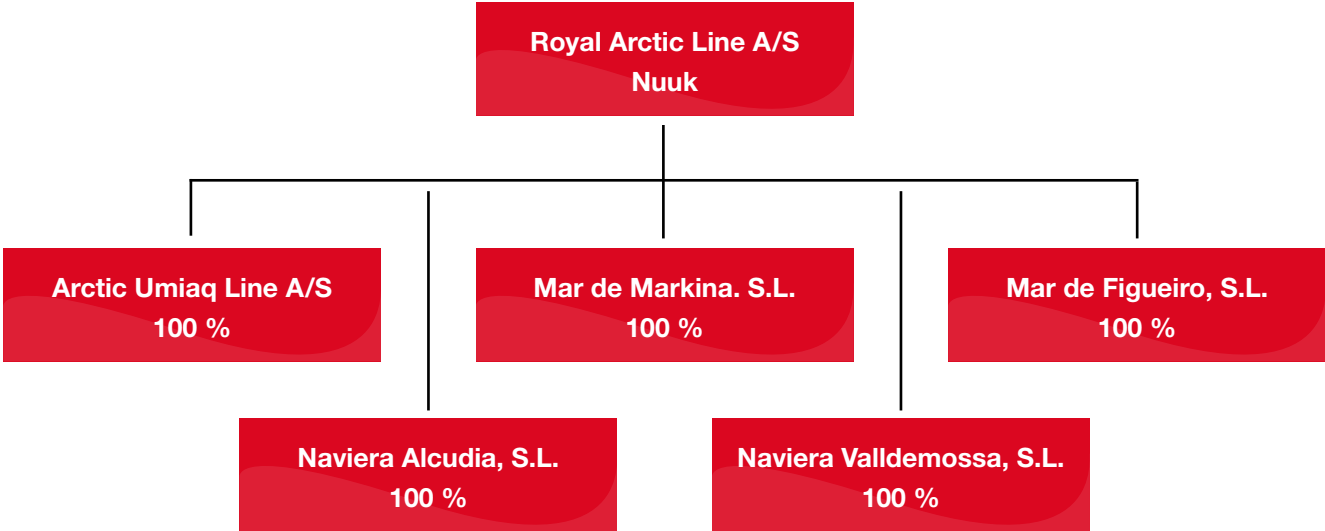 Royal Arctic Line A/S
Nuuk
Arctic Umiaq Line A/S
100 %
Mar de Markina. S.L.
100 %
Mar de Figueiro, S.L.
100 %
Naviera Alcudia, S.L.
100 %
Naviera Valldemossa, S.L.
100 %